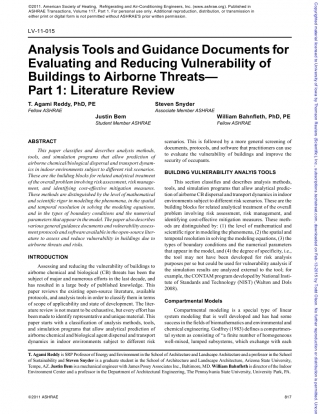 ©2011, American Society of Heating, Refrigerating and Air-Conditioning Engineers, Inc. (www.ashrae.org). Published in
ASHRAE Transactions, Volume 117, Part 1. For personal use only. Additional reproduction, distribution, or transmission in
either print or digital form is not permitted without ASHRAE's prior written permission.
LV-11-015
Analysis Tools and Guidance Documents for
Evaluating and Reducing Vulnerability of
Buildings to Airborne Threats—
Part 1: Literature Review
T. Agami Reddy, PhD, PE
Fellow ASHRAE
Steven Snyder
Associate Member ASHRAE
Justin Bem
Student Member ASHRAE
William Bahnfleth, PhD, PE
Fellow ASHRAE
ABSTRACT
This paper classifies and describes analysis methods,
tools, and simulation programs that allow prediction of
airborne chemical/biological dispersal and transport dynam-
ics in indoor environments subject to different risk scenarios.
These are the building blocks for related analytical treatment
of the overall problem involving risk assessment, risk manage-
ment, and identifying cost-effective mitigation measures.
These methods are distinguished by the level of mathematical
and scientific rigor in modeling the phenomena, in the spatial
and temporal resolution in solving the modeling equations,
and in the types of boundary conditions and the numerical
parameters that appear in the model. The paper also describes
various general guidance documents and vulnerability assess-
ment protocols and software available in the open-source liter-
ature to assess and reduce vulnerability in buildings due to
airborne threats and risks.
INTRODUCTION
Assessing and reducing the vulnerability of buildings to
airborne chemical and biological (CB) threats has been the
subject of major and numerous efforts in the last decade, and
has resulted in a large body of published knowledge. This
paper reviews the existing open-source literature, available
protocols, and analysis tools in order to classify them in terms
of scope of applicability and state of development. The liter-
ature review is not meant to be exhaustive, but every effort has
been made to identify representative and unique material. This
paper starts with a classification of analysis methods, tools,
and simulation programs that allow analytical prediction of
airborne chemical and biological agent dispersal and transport
dynamics in indoor environments subject to different risk
scenarios. This is followed by a more general screening of
documents, protocols, and software that practitioners can use
to evaluate the vulnerability of buildings and improve the
security of occupants.
BUILDING VULNERABILITY ANALYSIS TOOLS
This section classifies and describes analysis methods,
tools, and simulation programs that allow analytical predic-
tion of airborne CB dispersal and transport dynamics in indoor
environments subject to different risk scenarios. These are the
building blocks for related analytical treatment of the overall
problem involving risk assessment, risk management, and
identifying cost-effective mitigation measures. These meth-
ods are distinguished by: (1) the level of mathematical and
scientific rigor in modeling the phenomena, (2) the spatial and
temporal resolution in solving the modeling equations, (3) the
types of boundary conditions and the numerical parameters
that appear in the model, and (4) the degree of specificity, i.e.,
the tool may not have been developed for risk analysis
purposes per se but could be used for vulnerability analysis if
the simulation results are analyzed external to the tool; for
example, the CONTAM program developed by National Insti-
tute of Standards and Technology (NIST) (Walton and Dols
2008).
Compartmental Models
Compartmental modeling is a special type of linear
system modeling that is well developed and has had some
success in the fields of biomathematics and environmental and
chemical engineering. Godfrey (1983) defines a compartmen-
tal system as consisting of "a finite number of homogeneous
well-mixed, lumped subsystems, which exchange with each
T. Agami Reddy is SRP Professor of Energy and Environment in the School of Architecture and Landscape Architecture and a professor in the School
of Sustainability and Steven Snyder is a graduate student in the School of Architecture and Landscape Architecture, Arizona State University,
Tempe, AZ. Justin Bem is a mechanical engineer with James Posey Associates Inc., Baltimore, MD. William Bahnfleth is director of the Indoor
Environment Center and a professor in the Department of Architectural Engineering, The Pennsylvania State University, University Park, PA.
©2011 ASHRAE
817